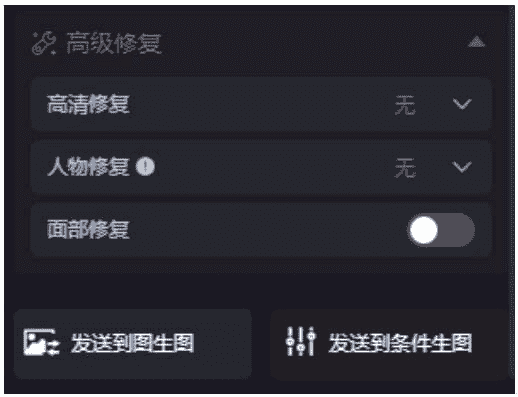 高级修复
高清修复 无
人物修复 无
面部修复
发送到图生图 发送到条件生图